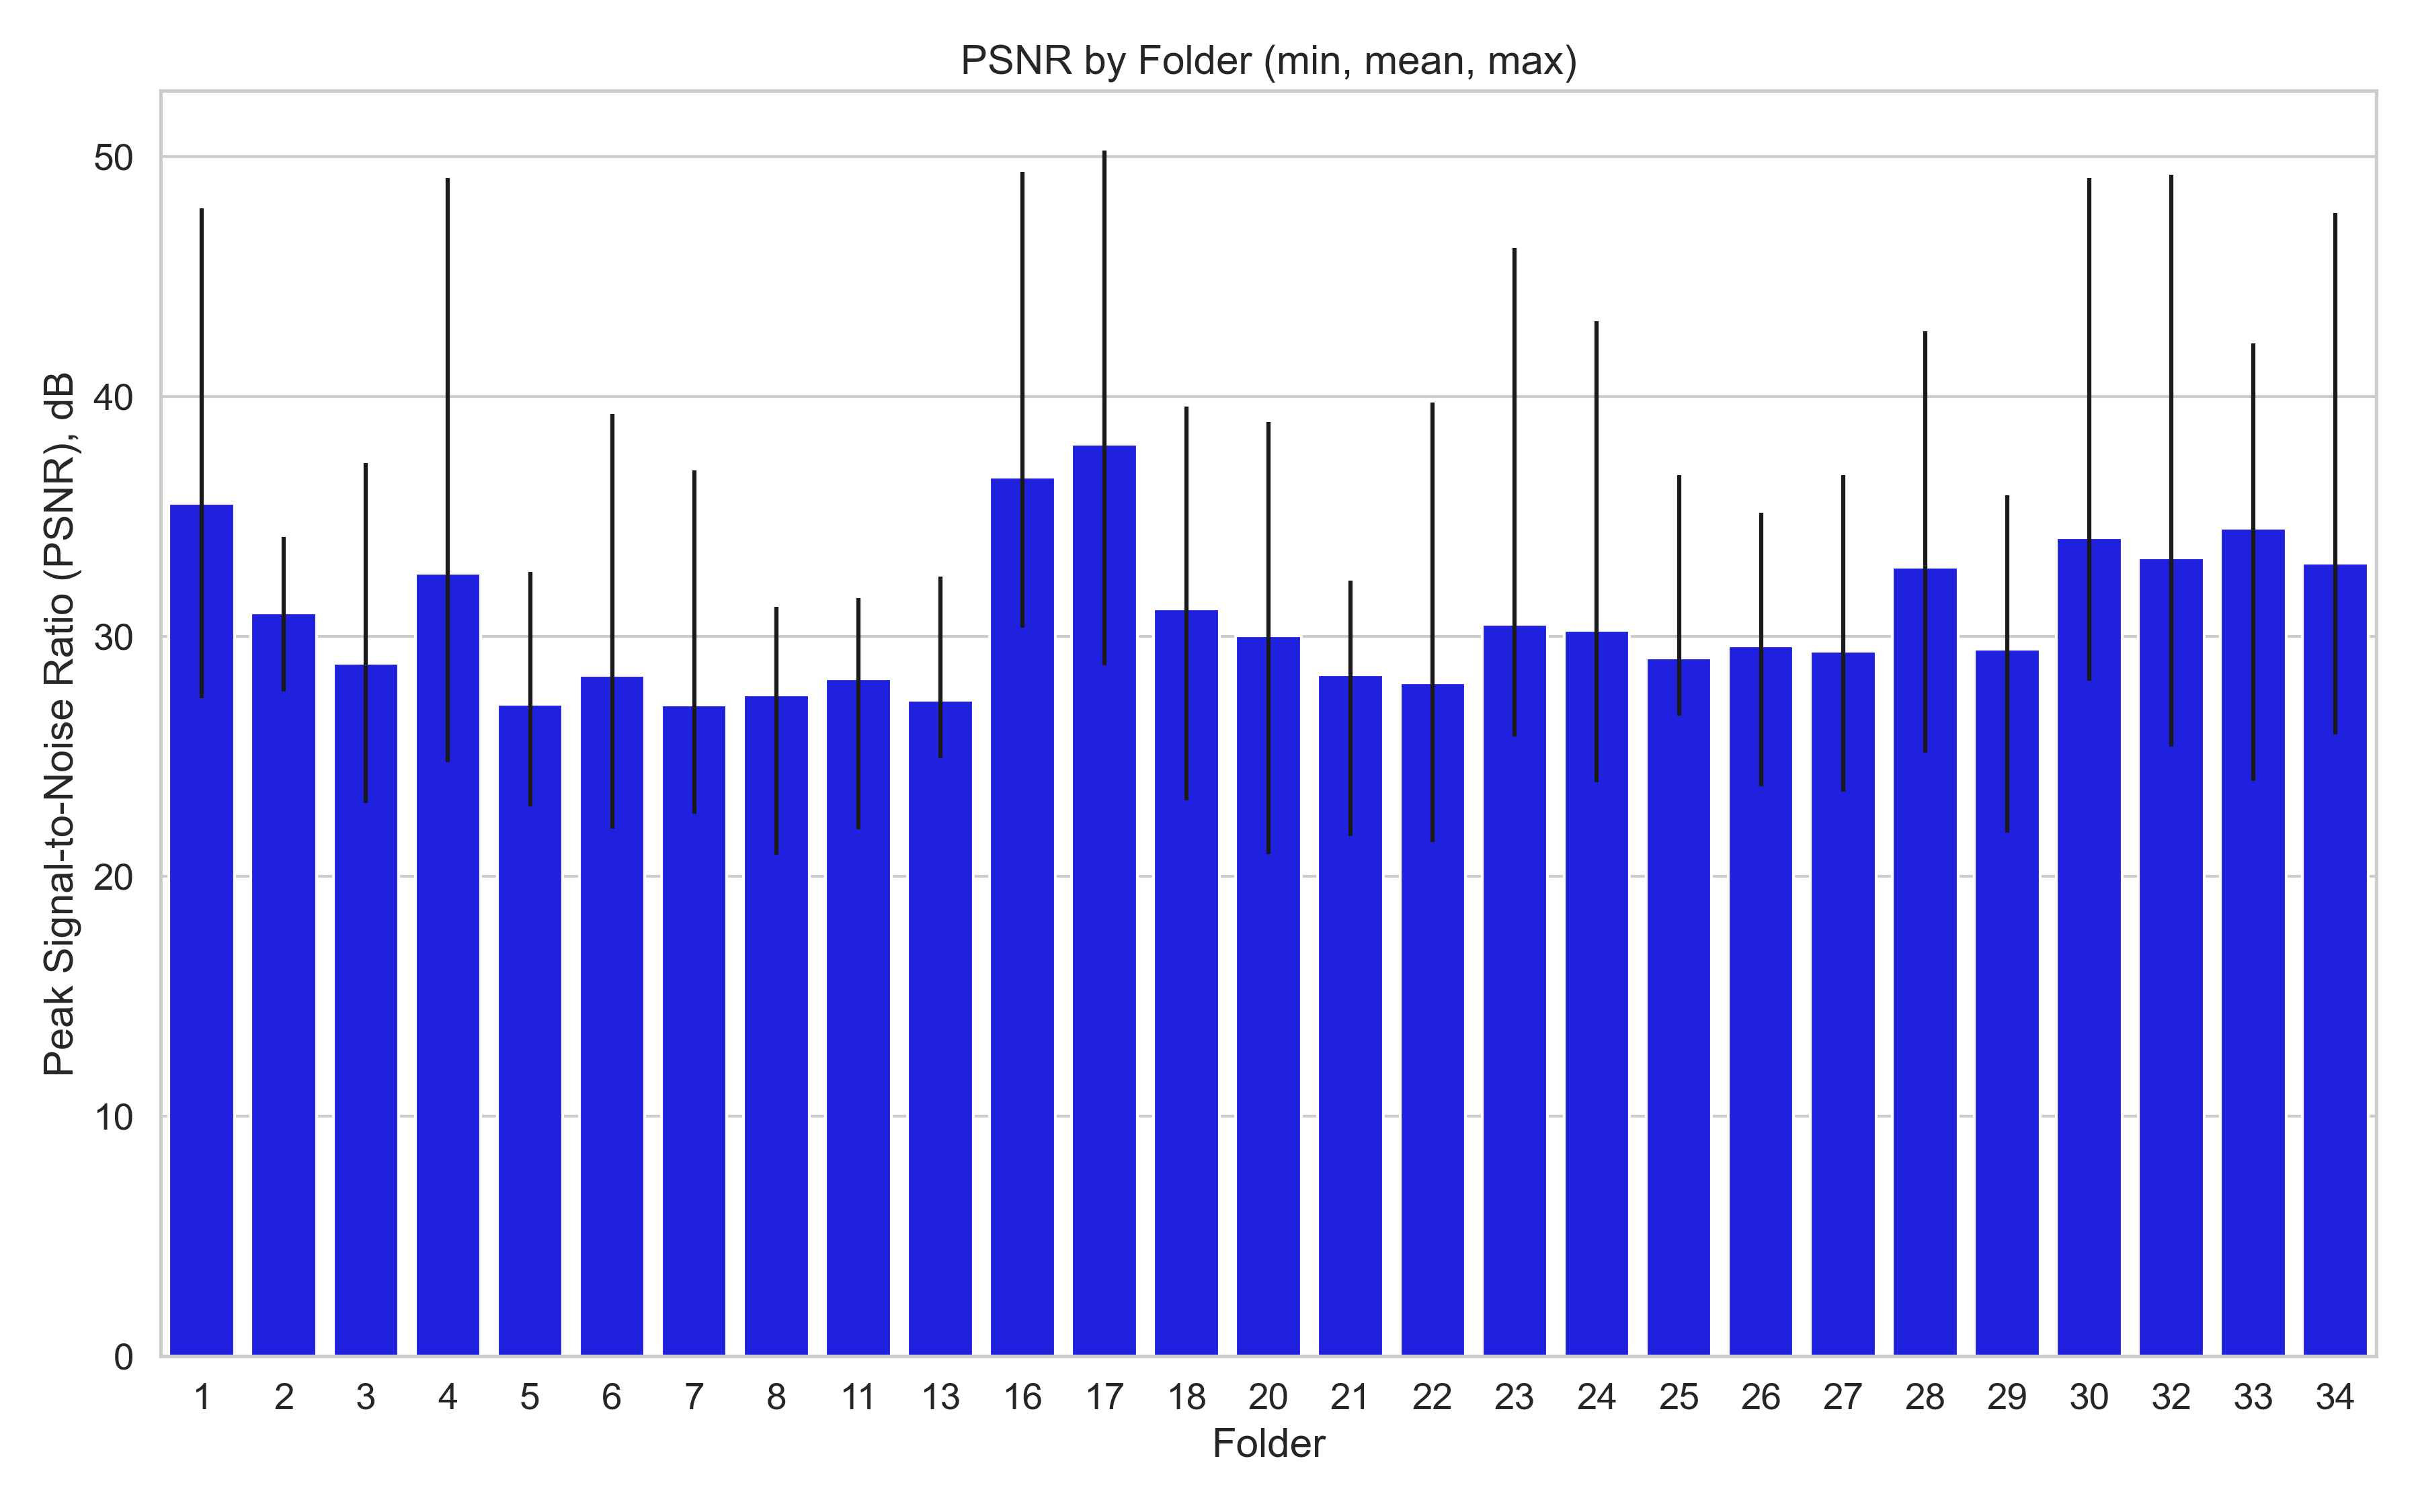 PSNR by Folder (min, mean, max)
Peak Signal-to-Noise Ratio (PSNR), dB
50
40
30
20
10
0
1 2 3 4 5 6 7 8 11 13 16 17 18 20 21 22 23 24 25 26 27 28 29 30 32 33 34
Folder